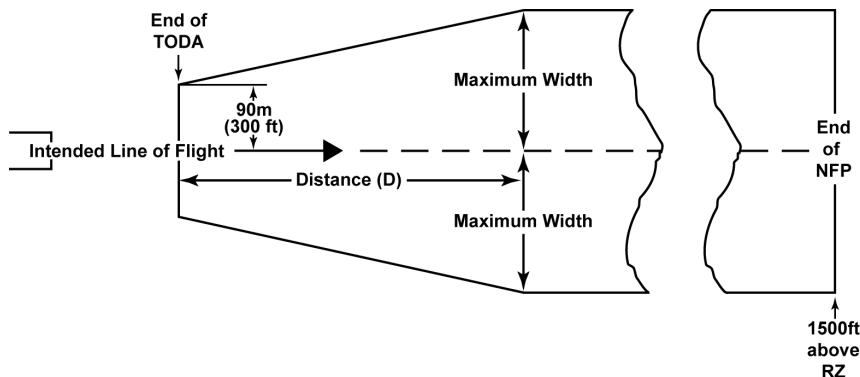 End of
TODA
Maximum Width
90m
(300 ft)
Intended Line of Flight
End
of
NFP
Distance (D)
Maximum Width
1500ft
above
RZ